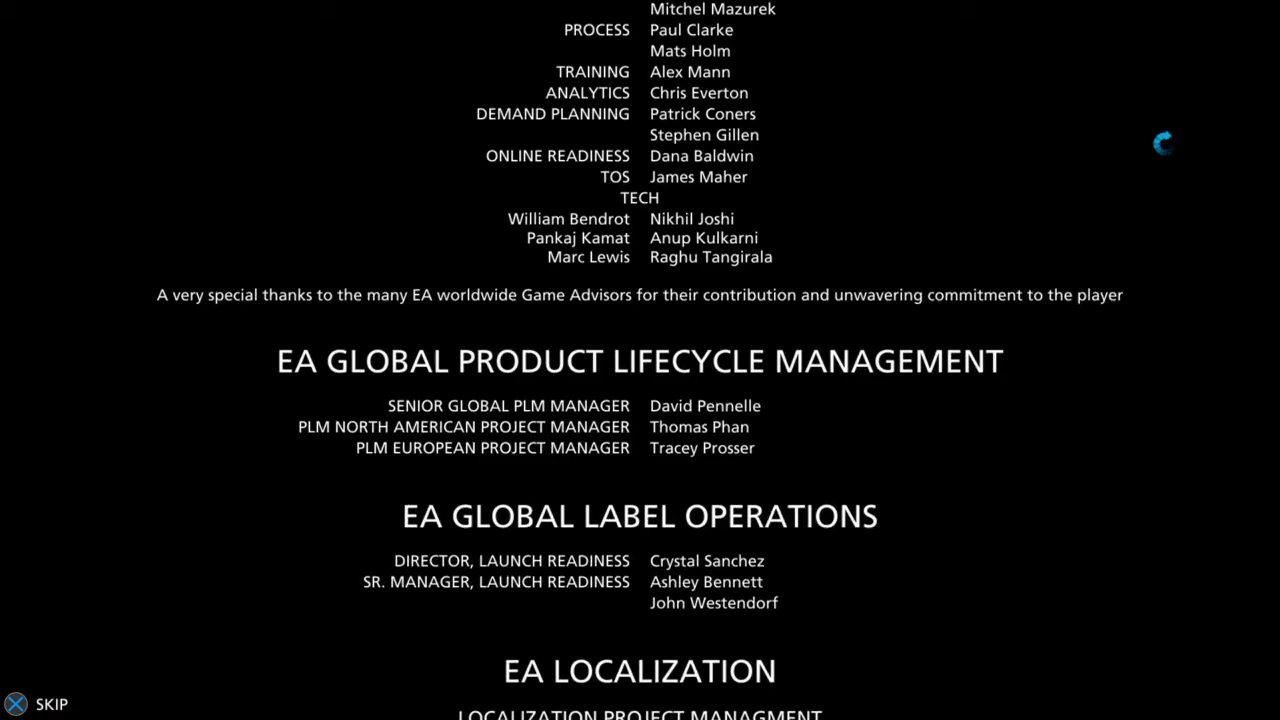 Mitchel Mazurek
PROCESS Paul Clarke
Mats Holm
TRAINING Alex Mann
ANALYTICS Chris Everton
DEMAND PLANNING Patrick Coners
Stephen Gillen
ONLINE READINESS Dana Baldwin
TOS James Maher
TECH
William Bendrot Nikhil Joshi
Pankaj Kamat Anup Kulkarni
Marc Lewis Raghu Tangirala
A very special thanks to the many EA worldwide Game Advisors for their contribution and unwavering commitment to the player
EA GLOBAL PRODUCT LIFECYCLE MANAGEMENT
SENIOR GLOBAL PLM MANAGER David Pennelle
PLM NORTH AMERICAN PROJECT MANAGER Thomas Phan
PLM EUROPEAN PROJECT MANAGER Tracey Prosser
EA GLOBAL LABEL OPERATIONS
DIRECTOR, LAUNCH READINESS Crystal Sanchez
SR. MANAGER, LAUNCH READINESS Ashley Bennett
John Westendorf
EA LOCALIZATION
SKIP
LOCALIZATION PROJECT MANAGMENT